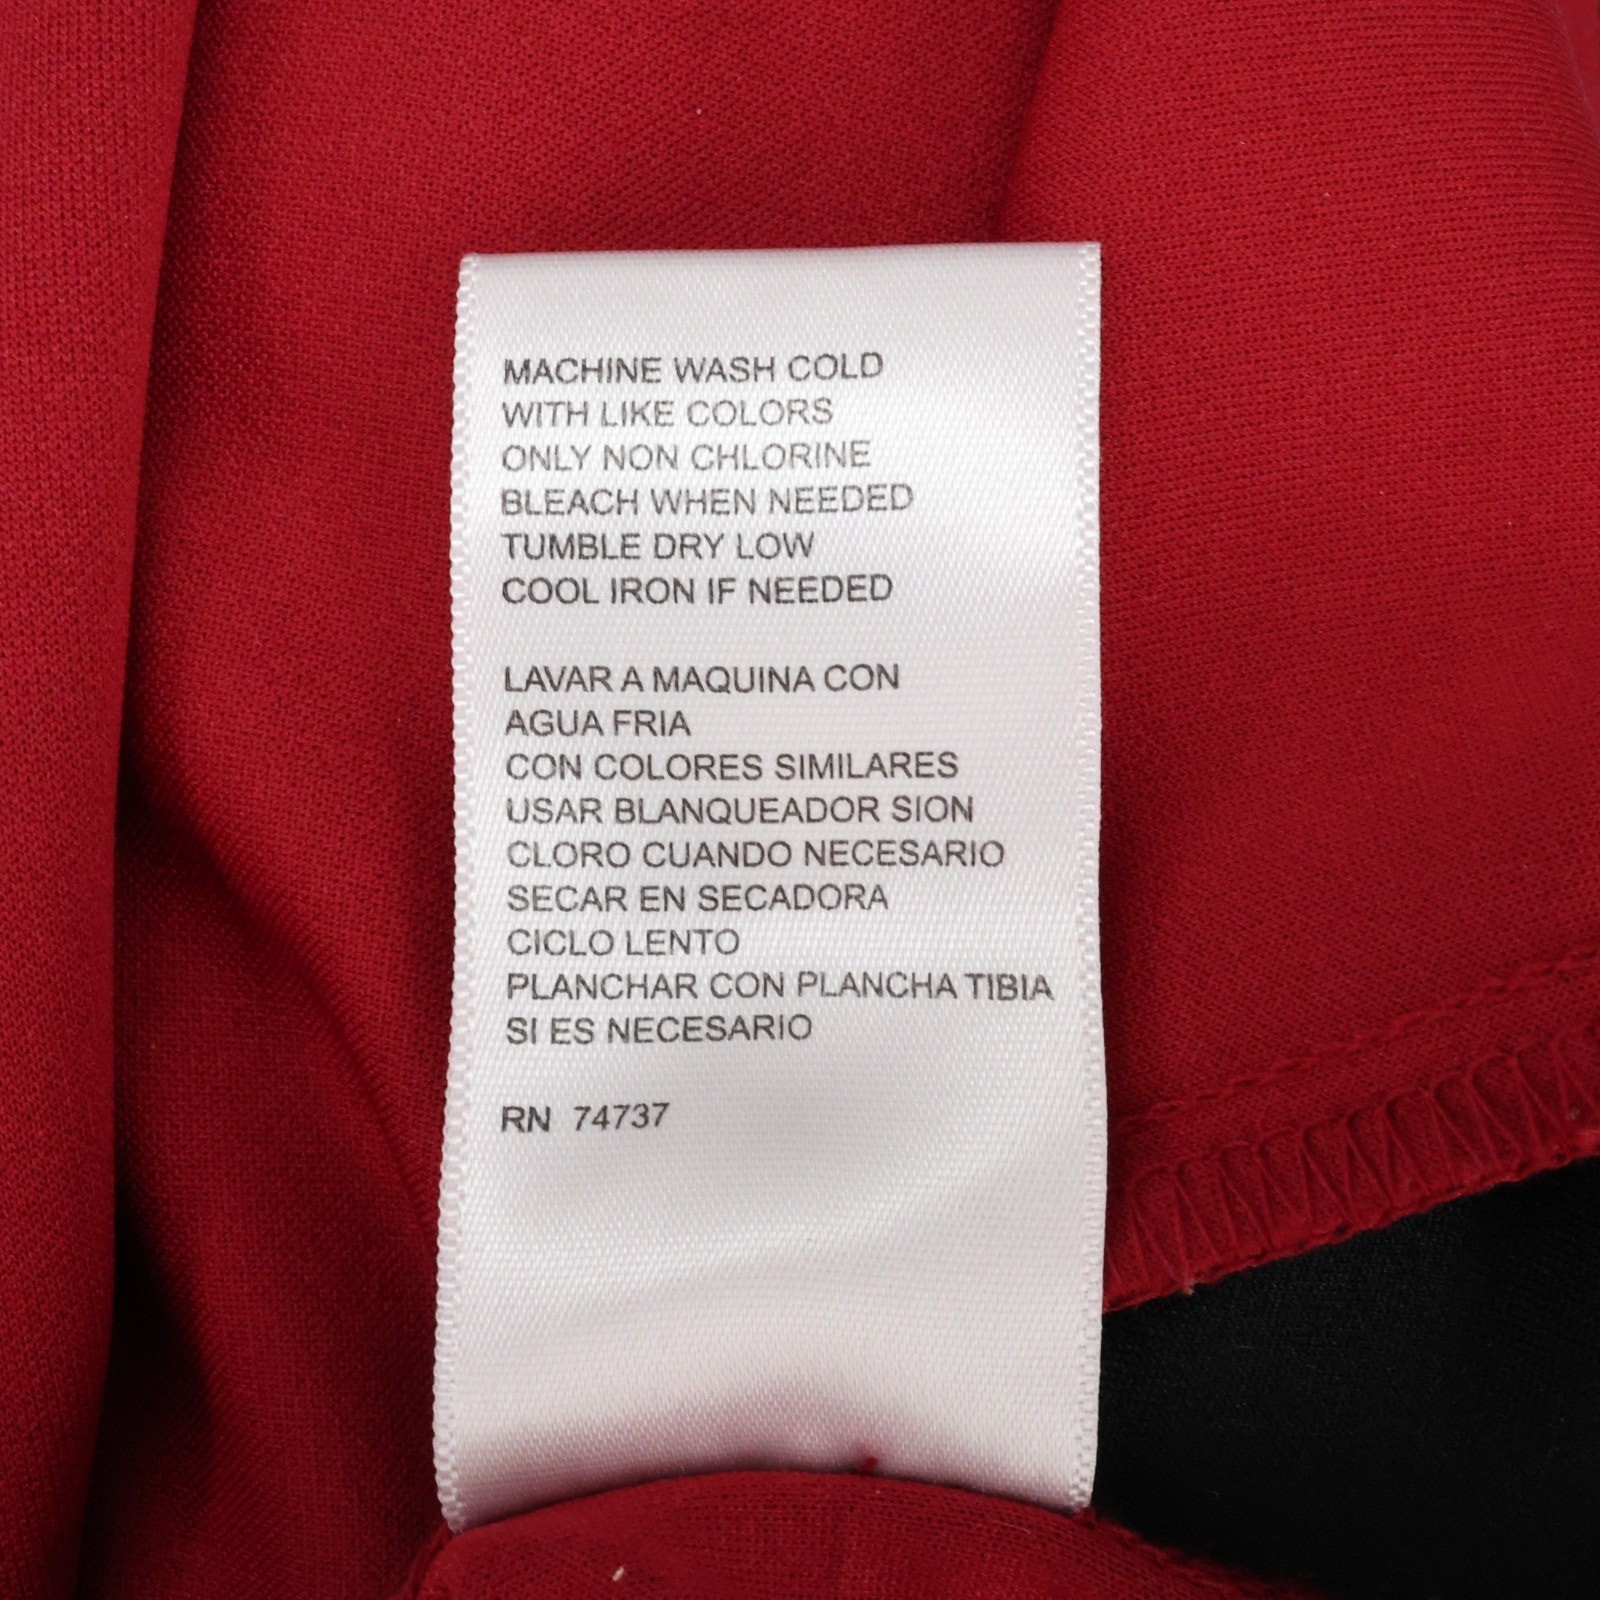 MACHINE WASH COLD
WITH LIKE COLORS
ONLY NON CHLORINE
BLEACH WHEN NEEDED
TUMBLE DRY LOW
COOL IRON IF NEEDED
LAVAR A MAQUINA CON
AGUA FRIA
CON COLORES SIMILARES
USAR BLANQUEADOR SION
CLORO CUANDO NECESARIO
SECAR EN SECADORA
CICLO LENTO
PLANCHAR CON PLANCHA TIBIA
SI ES NECESARIO
RN 74737